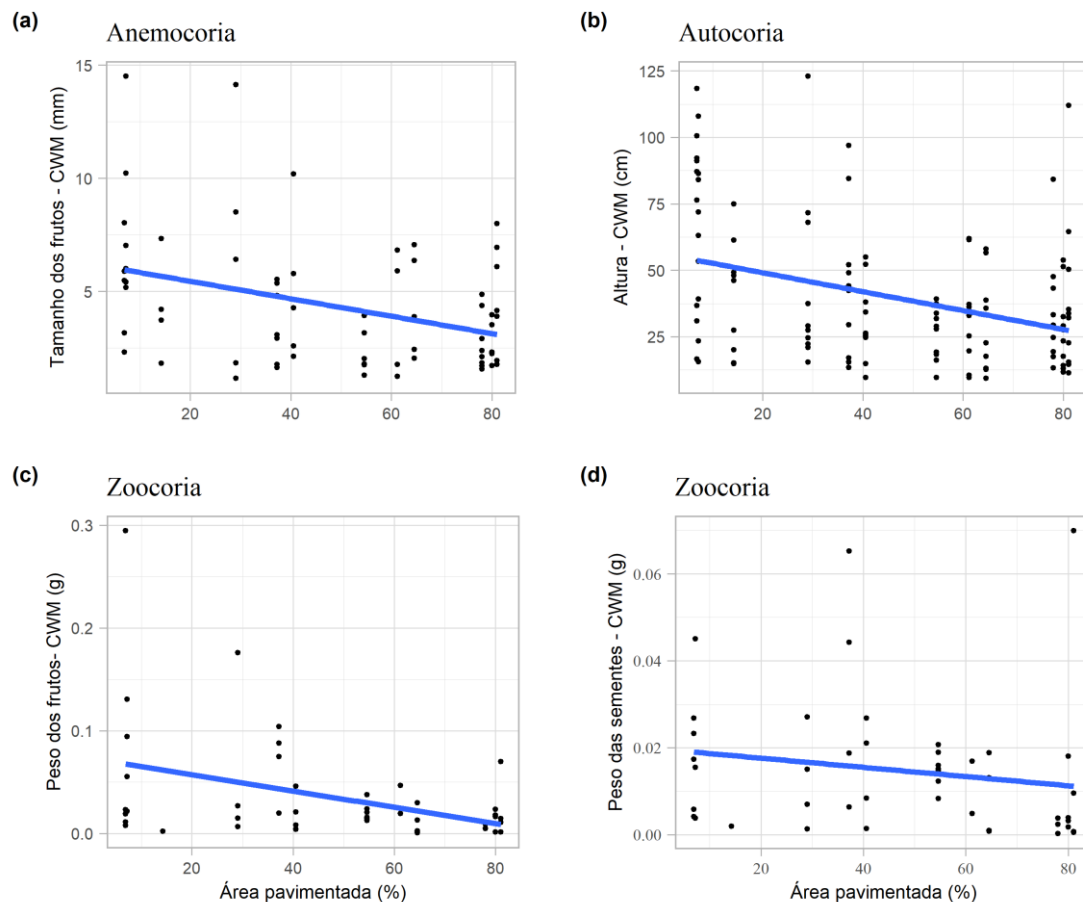 (a)
Anemocoria
Tamanho dos frutos - CWM (mm)
15
10
5
20
40
60
80
(b)
Autocoria
Altura - CWM (cm)
125
100
75
50
25
20
40
60
80
(c)
Zoocoria
Peso dos frutos- CWM (g)
0.3
0.2
0.1
0.0
20
40
60
80
Área pavimentada (%)
(d)
Zoocoria
Peso das sementes - CWM (g)
0.06
0.04
0.02
0.00
20
40
60
80
Área pavimentada (%)